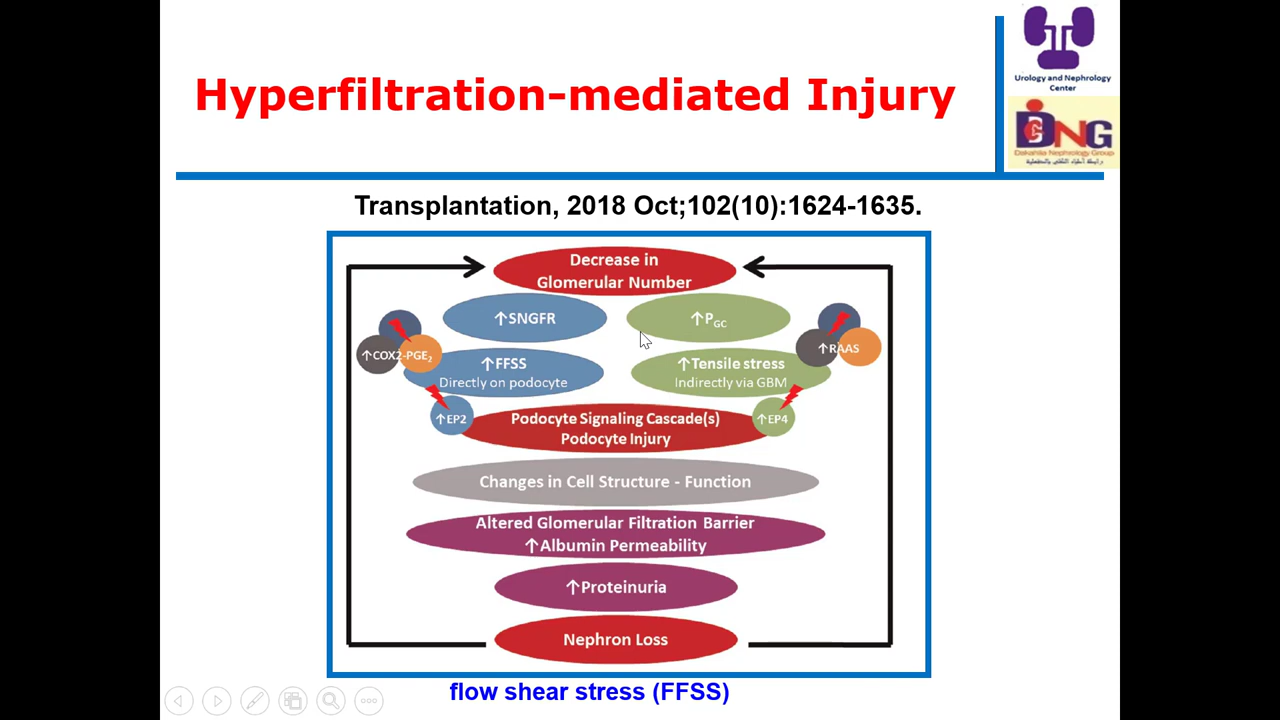 Hyperfiltration-mediated Injury
Urology and Nephrology
Center
DNG
Dakahlia Nephrology Group
رابطة أطباء الكلى بالدقهلية
Transplantation, 2018 Oct;102(10):1624-1635.
Decrease in
Glomerular Number
↑SNGFR
↑PGC
↑COX2-PGE2
↑FFSS
Directly on podocyte
↑Tensile stress
Indirectly via GBM
↑RAAS
↑EP2
Podocyte Signaling Cascade(s)
Podocyte Injury
↑EP4
Changes in Cell Structure - Function
Altered Glomerular Filtration Barrier
↑Albumin Permeability
↑Proteinuria
Nephron Loss
flow shear stress (FFSS)